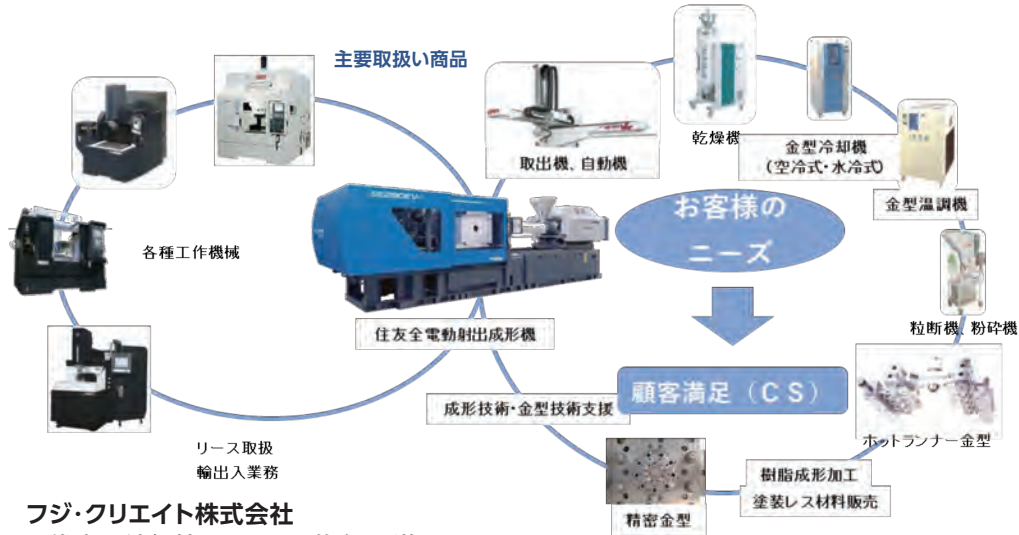 主要取扱い商品
取出機、自動機
乾燥機
金型冷却機
(空冷式・水冷式)
金型温調機
お客様の
ニーズ
各種工作機械
粒断機、粉砕機
住友全電動射出成形機
顧客満足（CS）
成形技術・金型技術支援
ホットランナー金型
リース取扱
輸出入業務
樹脂成形加工
塗装レス材料販売
精密金型
フジ・クリエイト株式会社